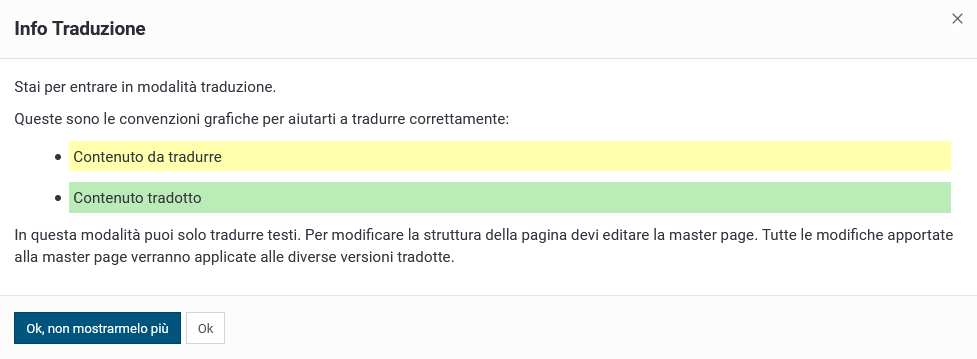 Info Traduzione
Stai per entrare in modalità traduzione.
Queste sono le convenzioni grafiche per aiutarti a tradurre correttamente:
Contenuto da tradurre
Contenuto tradotto
In questa modalità puoi solo tradurre testi. Per modificare la struttura della pagina devi editare la master page. Tutte le modifiche apportate
alla master page verranno applicate alle diverse versioni tradotte.
Ok, non mostrarmelo più
Ok